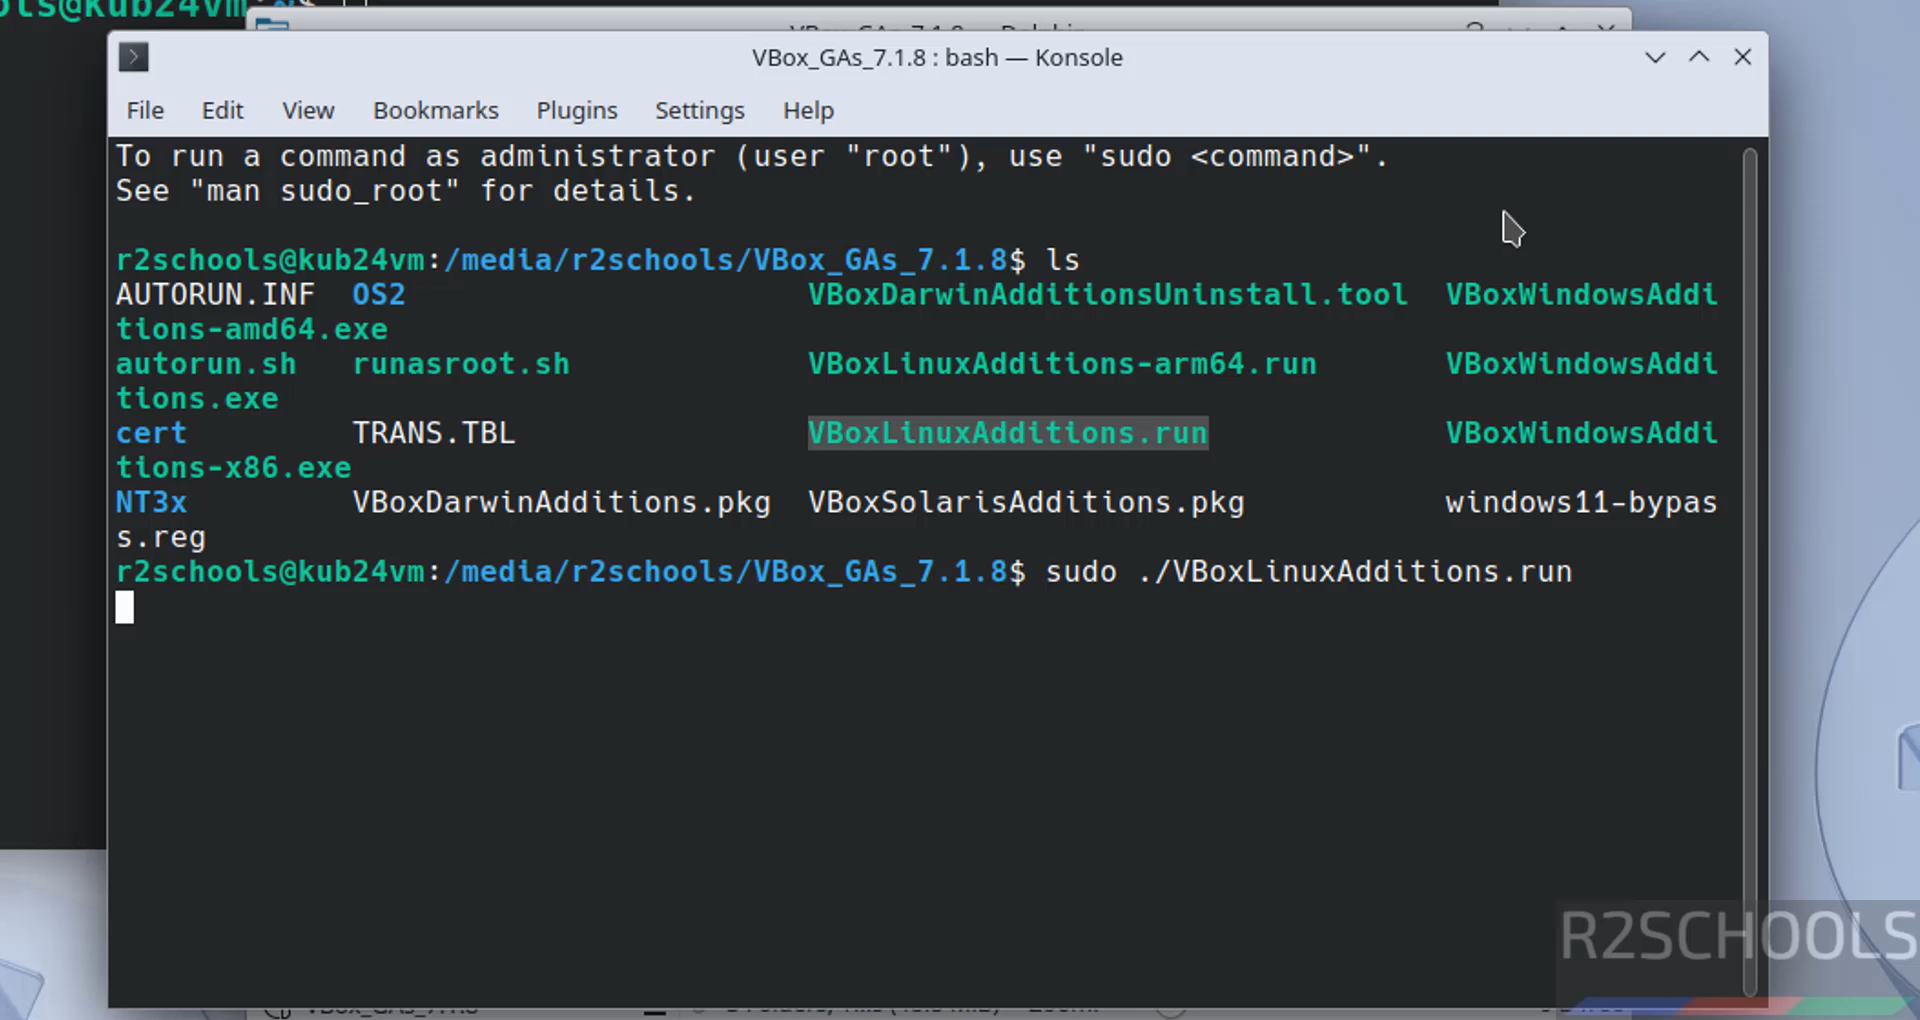 ols@kub24vm:~$
VBox_GAs_7.1.8 : bash — Konsole
File Edit View Bookmarks Plugins Settings Help
To run a command as administrator (user "root"), use "sudo <command>".
See "man sudo_root" for details.
r2schools@kub24vm:/media/r2schools/VBox_GAs_7.1.8$ ls
AUTORUN.INF OS2 VBoxDarwinAdditionsUninstall.tool VBoxWindowsAddi
tions-amd64.exe
autorun.sh runasroot.sh VBoxLinuxAdditions-arm64.run VBoxWindowsAddi
tions.exe
cert TRANS.TBL VBoxLinuxAdditions.run VBoxWindowsAddi
tions-x86.exe
NT3x VBoxDarwinAdditions.pkg VBoxSolarisAdditions.pkg windows11-bypas
s.reg
r2schools@kub24vm:/media/r2schools/VBox_GAs_7.1.8$ sudo ./VBoxLinuxAdditions.run
R2SCHOOLS